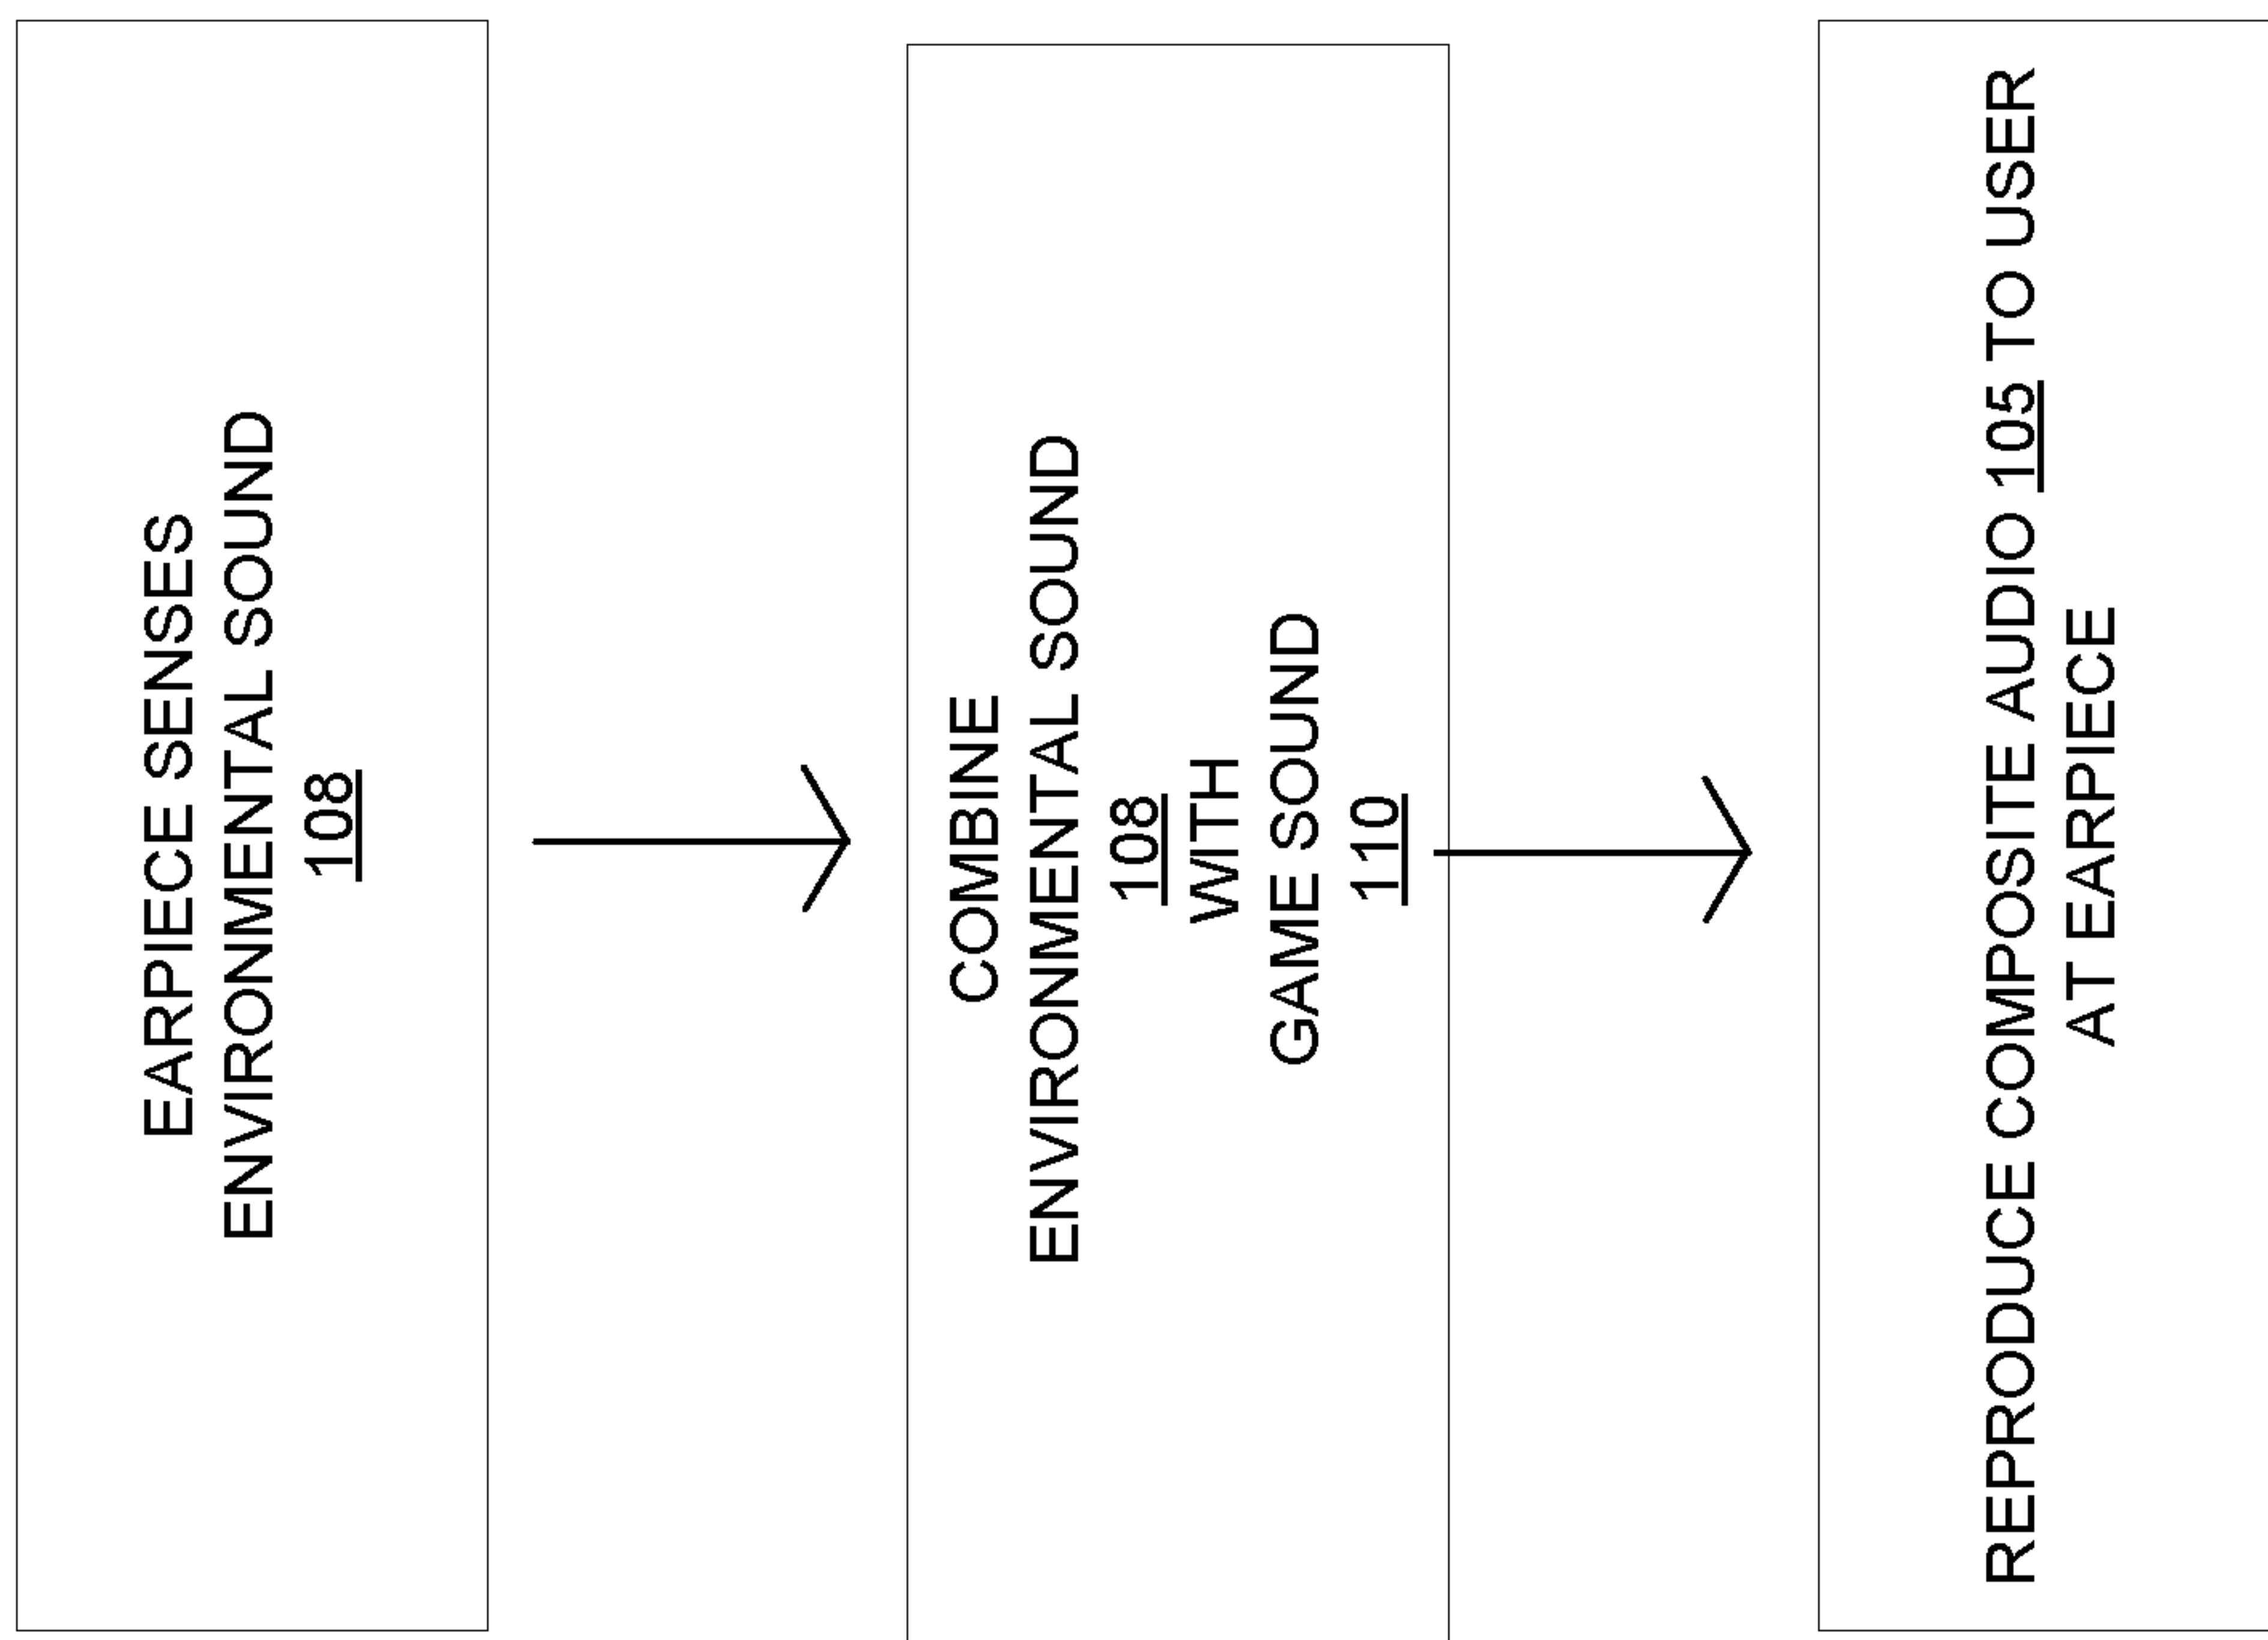 EARPIECE SENSES
ENVIRONMENTAL SOUND
108
COMBINE
ENVIRONMENTAL SOUND
108
WITH
GAME SOUND
110
REPRODUCE COMPOSITE AUDIO 105 TO USER
AT EARPIECE